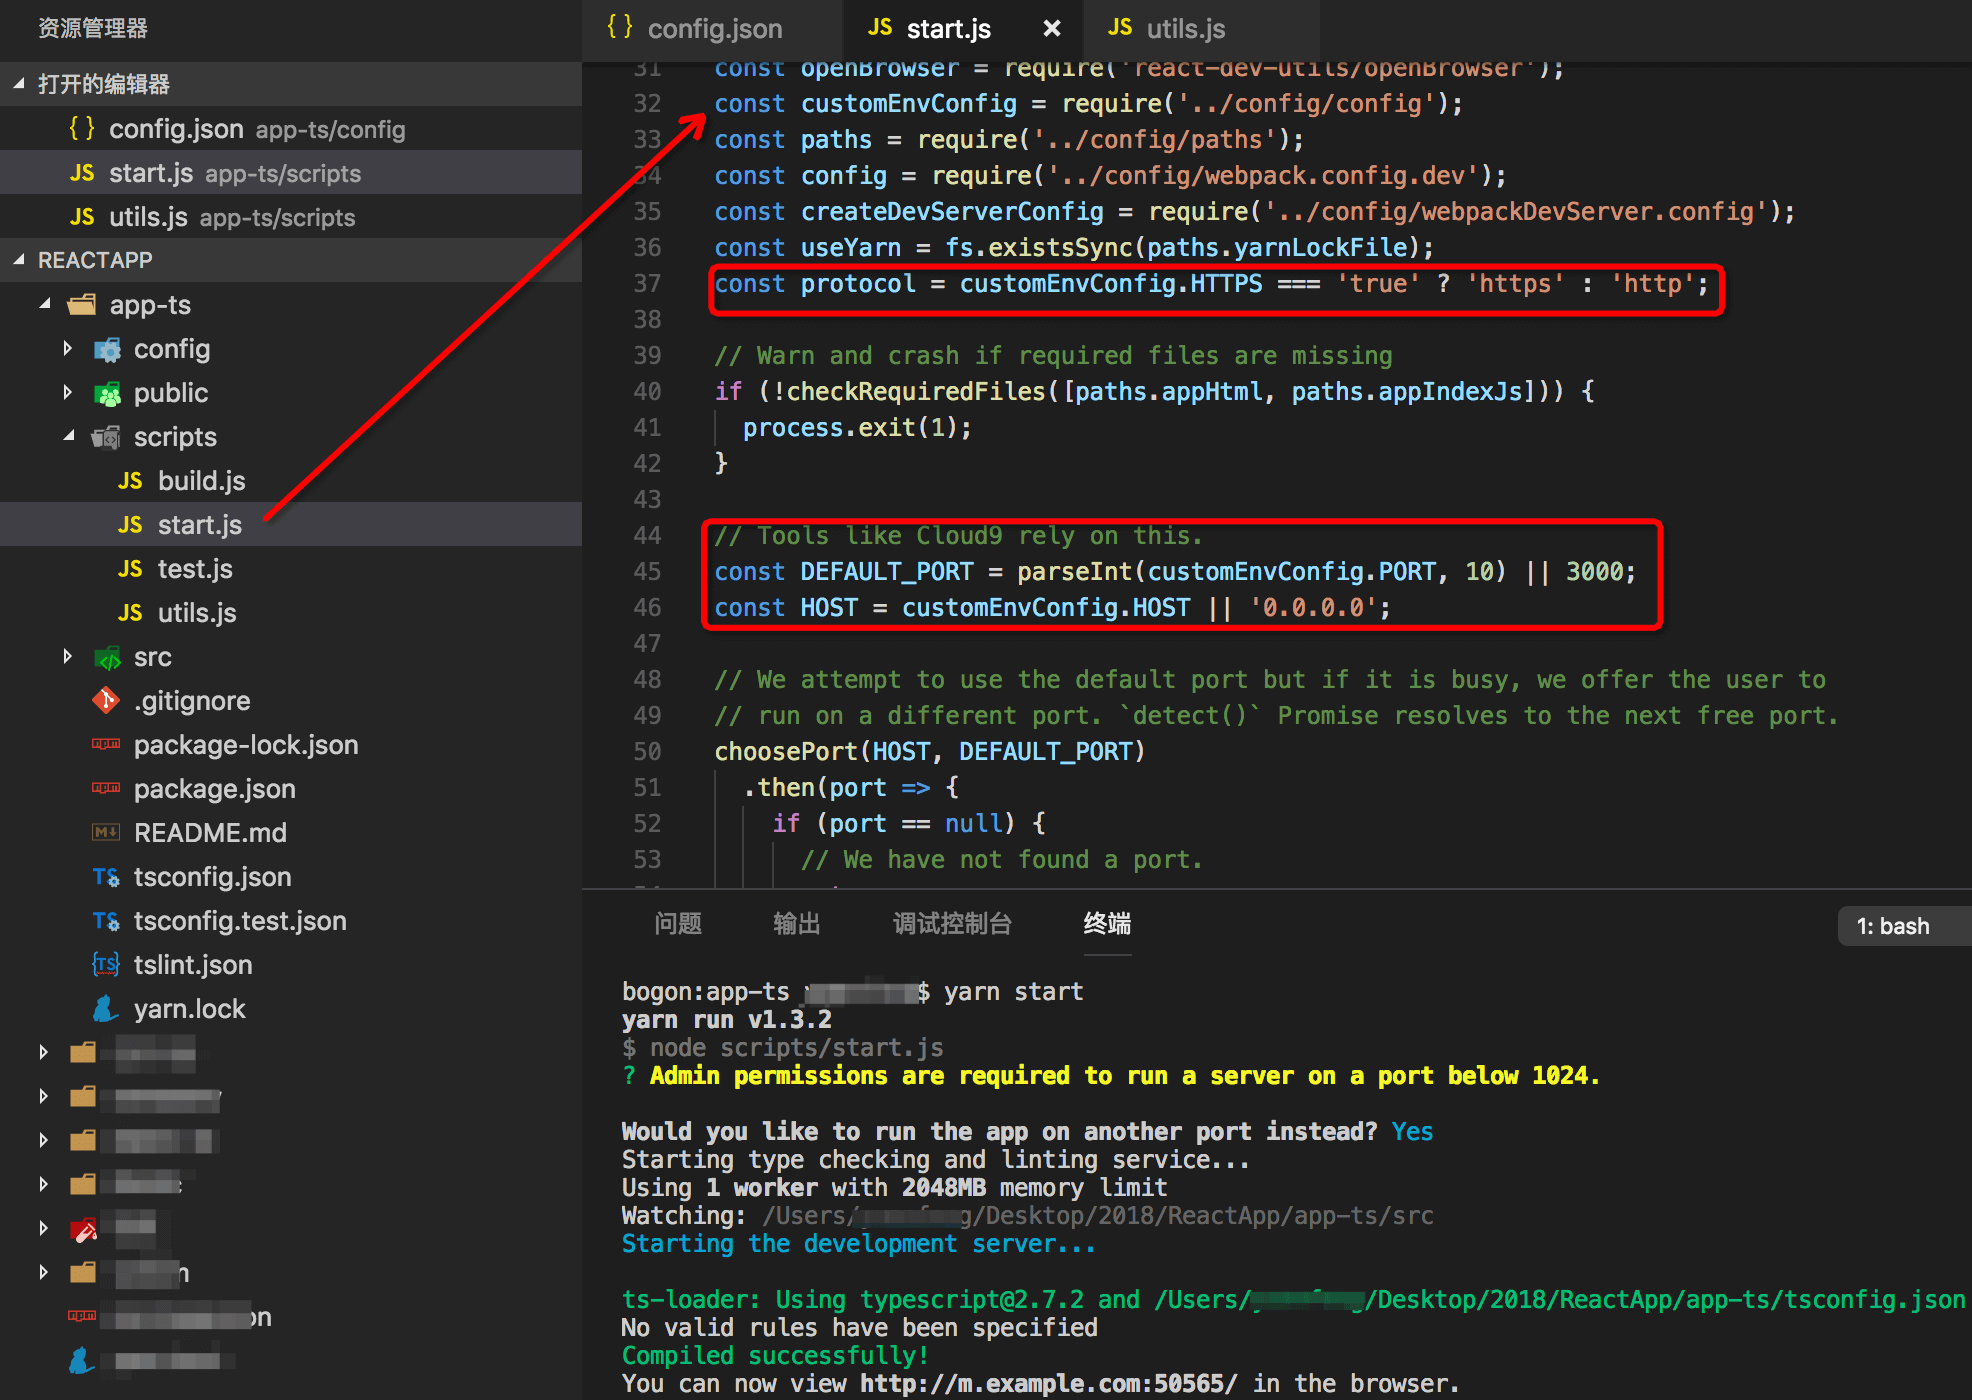 资源管理器
打开的编辑器
{ } config.json app-ts/config
JS start.js app-ts/scripts
JS utils.js app-ts/scripts
REACTAPP
app-ts
config
public
scripts
JS build.js
JS start.js
JS test.js
JS utils.js
src
.gitignore
package-lock.json
package.json
README.md
tsconfig.json
tsconfig.test.json
tslint.json
yarn.lock
{ } config.json
JS start.js ×
JS utils.js
31 const openBrowser = require('react-dev-utils/openBrowser');
32 const customEnvConfig = require('../config/config');
33 const paths = require('../config/paths');
34 const config = require('../config/webpack.config.dev');
35 const createDevServerConfig = require('../config/webpackDevServer.config');
36 const useYarn = fs.existsSync(paths.yarnLockFile);
37 const protocol = customEnvConfig.HTTPS === 'true' ? 'https' : 'http';
38
39 // Warn and crash if required files are missing
40 if (!checkRequiredFiles([paths.appHtml, paths.appIndexJs])) {
41 process.exit(1);
42 }
43
44 // Tools like Cloud9 rely on this.
45 const DEFAULT_PORT = parseInt(customEnvConfig.PORT, 10) || 3000;
46 const HOST = customEnvConfig.HOST || '0.0.0.0';
47
48 // We attempt to use the default port but if it is busy, we offer the user to
49 // run on a different port. `detect()` Promise resolves to the next free port.
50 choosePort(HOST, DEFAULT_PORT)
51 .then(port => {
52 if (port == null) {
53 // We have not found a port.
问题 输出 调试控制台 终端
1: bash
bogon:app-ts $ yarn start
yarn run v1.3.2
$ node scripts/start.js
? Admin permissions are required to run a server on a port below 1024.
Would you like to run the app on another port instead? Yes
Starting type checking and linting service...
Using 1 worker with 2048MB memory limit
Watching: /Users/ /Desktop/2018/ReactApp/app-ts/src
Starting the development server...
ts-loader: Using typescript@2.7.2 and /Users/ /Desktop/2018/ReactApp/app-ts/tsconfig.json
No valid rules have been specified
Compiled successfully!
You can now view http://m.example.com:50565/ in the browser.